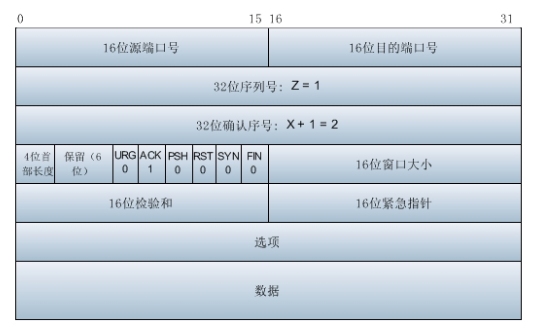 0 15 16 31
16位源端口号 16位目的端口号
32位序列号：Z = 1
32位确认序号：X + 1 = 2
4位首部长度 保留（6位） URG 0 ACK 1 PSH 0 RST 0 SYN 0 FIN 0 16位窗口大小
16位检验和 16位紧急指针
选项
数据